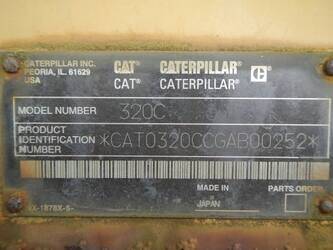 CATERPILLAR INC.
PEORIA, IL. 61629
USA
CAT® CATERPILLAR® C
CAT® CATERPILLAR®
MODEL NUMBER 320C
PRODUCT
IDENTIFICATION
NUMBER *CAT0320CCGAB00252*
MADE IN
JAPAN
PARTS ORDER